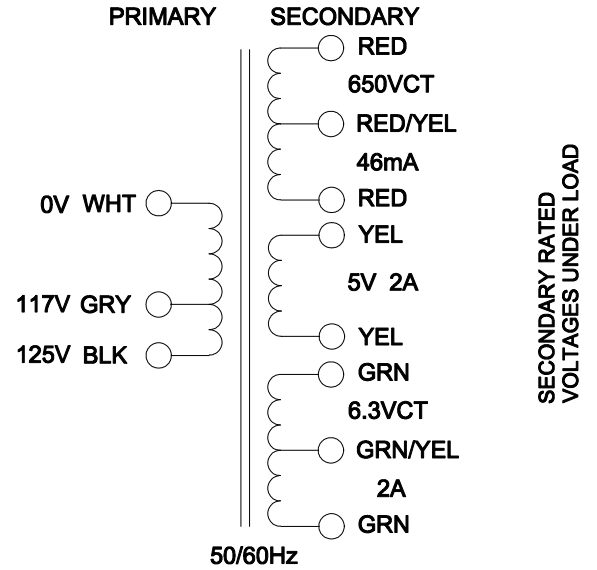 PRIMARY
SECONDARY
RED
650VCT
RED/YEL
46mA
RED
0V WHT
117V GRY
125V BLK
YEL
5V 2A
YEL
GRN
6.3VCT
GRN/YEL
2A
GRN
50/60Hz
SECONDARY RATED
VOLTAGES UNDER LOAD